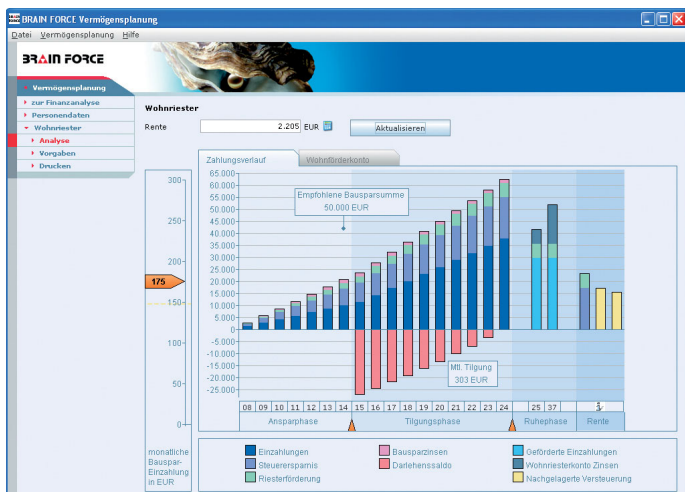 BRAIN FORCE Vermögensplanung
Datei Vermögensplanung Hilfe
BRAIN FORCE
Vermögensplanung
zur Finanzanalyse
Personendaten
Wohnriester
Analyse
Vorgaben
Drucken
Wohnriester
Rente 2.205 EUR Aktualisieren
Zahlungsverlauf Wohnförderkonto
300
250
200
175
150
100
50
0
monatliche
Bauspar-
Einzahlung
in EUR
65.000
60.000
55.000
50.000
45.000
40.000
35.000
30.000
25.000
20.000
15.000
10.000
5.000
0
-5.000
-10.000
-15.000
-20.000
-25.000
Empfohlene Bausparsumme
50.000 EUR
Mtl. Tilgung
303 EUR
08 09 10 11 12 13 14 15 16 17 18 19 20 21 22 23 24 25 37
Ansparphase Tilgungsphase Ruhephase Rente
Einzahlungen Bausparzinsen Geförderte Einzahlungen
Steuerersparnis Darlehenssaldo Wohnriesterkonto Zinsen
Riesterförderung Nachgelagerte Versteuerung